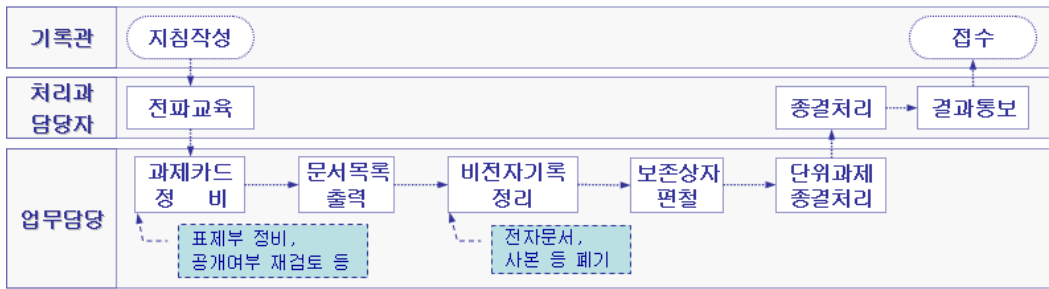 기록관
지침작성
접수
처리과
담당자
전파교육
종결처리
결과통보
업무담당
과제카드
정 비
문서목록
출력
비전자기록
정리
보존상자
편철
단위과제
종결처리
표제부 정비,
공개여부 재검토 등
전자문서,
사본 등 폐기